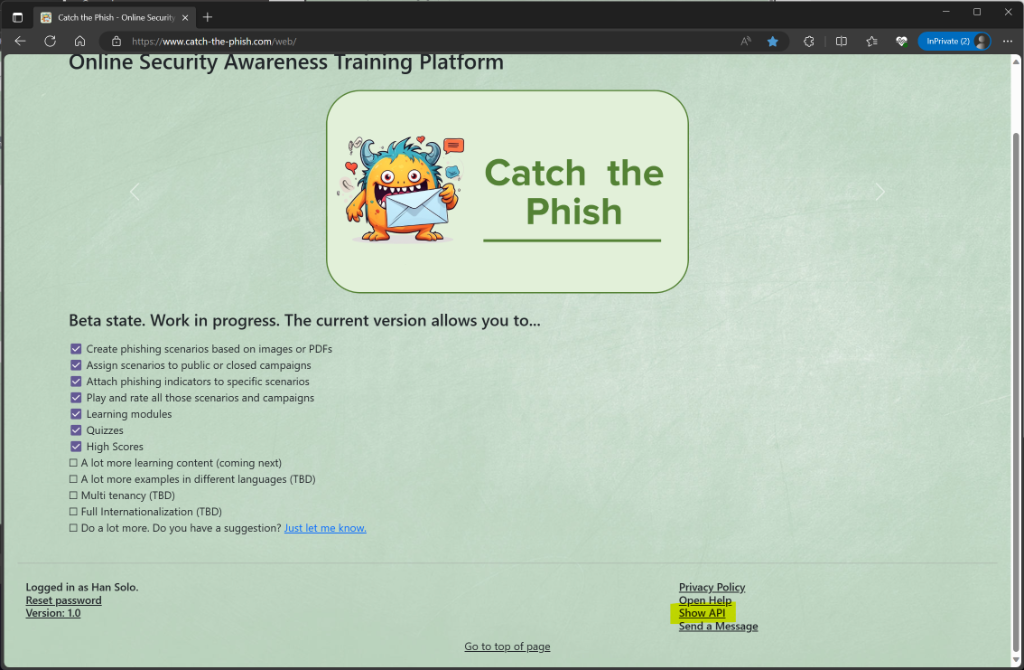 Catch the Phish - Online Security
https://www.catch-the-phish.com/web/
InPrivate (2)
Online Security Awareness Training Platform
Catch the
Phish
Beta state. Work in progress. The current version allows you to...
Create phishing scenarios based on images or PDFs
Assign scenarios to public or closed campaigns
Attach phishing indicators to specific scenarios
Play and rate all those scenarios and campaigns
Learning modules
Quizzes
High Scores
A lot more learning content (coming next)
A lot more examples in different languages (TBD)
Multi tenancy (TBD)
Full Internationalization (TBD)
Do a lot more. Do you have a suggestion? Just let me know.
Logged in as Han Solo.
Reset password
Version: 1.0
Privacy Policy
Open Help
Show API
Send a Message
Go to top of page